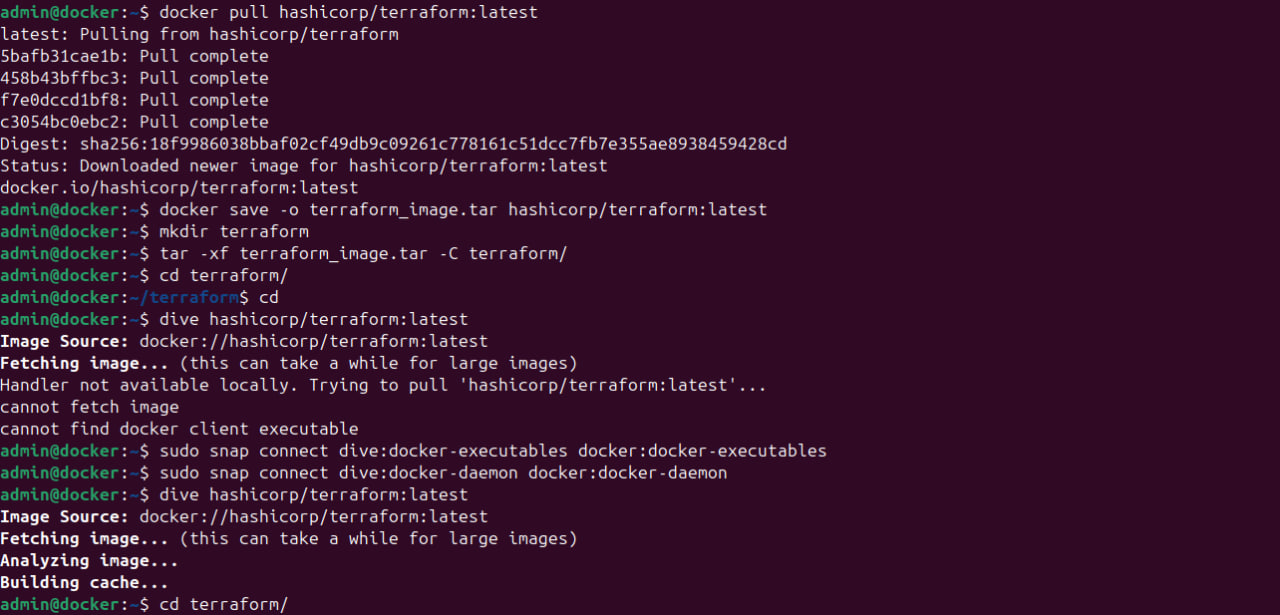 admin@docker:~$ docker pull hashicorp/terraform:latest
latest: Pulling from hashicorp/terraform
5bafb31cae1b: Pull complete
458b43bffbc3: Pull complete
f7e0dccd1bf8: Pull complete
c3054bc0ebc2: Pull complete
Digest: sha256:18f9986038bbaf02cf49db9c09261c778161c51dcc7fb7e355ae8938459428cd
Status: Downloaded newer image for hashicorp/terraform:latest
docker.io/hashicorp/terraform:latest
admin@docker:~$ docker save -o terraform_image.tar hashicorp/terraform:latest
admin@docker:~$ mkdir terraform
admin@docker:~$ tar -xf terraform_image.tar -C terraform/
admin@docker:~$ cd terraform/
admin@docker:~/terraform$ cd
admin@docker:~$ dive hashicorp/terraform:latest
Image Source: docker://hashicorp/terraform:latest
Fetching image... (this can take a while for large images)
Handler not available locally. Trying to pull 'hashicorp/terraform:latest'...
cannot fetch image
cannot find docker client executable
admin@docker:~$ sudo snap connect dive:docker-executables docker:docker-executables
admin@docker:~$ sudo snap connect dive:docker-daemon docker:docker-daemon
admin@docker:~$ dive hashicorp/terraform:latest
Image Source: docker://hashicorp/terraform:latest
Fetching image... (this can take a while for large images)
Analyzing image...
Building cache...
admin@docker:~$ cd terraform/